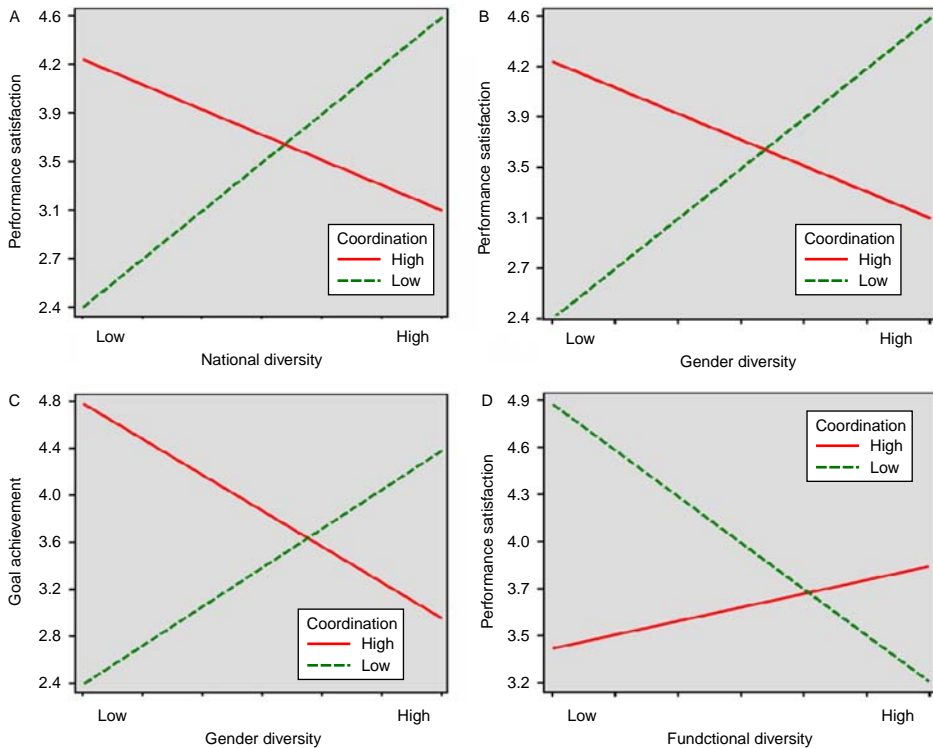 A
Performance satisfaction
4.6
4.2
3.9
3.5
3.1
2.7
2.4
Coordination
High
Low
Low
High
National diversity
B
Performance satisfaction
4.6
4.2
3.9
3.5
3.1
2.7
2.4
Coordination
High
Low
Low
High
Gender diversity
C
Goal achievement
4.8
4.4
4.0
3.6
3.2
2.8
2.4
Coordination
High
Low
Low
High
Gender diversity
D
Performance satisfaction
4.9
4.6
4.3
4.0
3.7
3.5
3.2
Coordination
High
Low
Low
High
Fundctional diversity